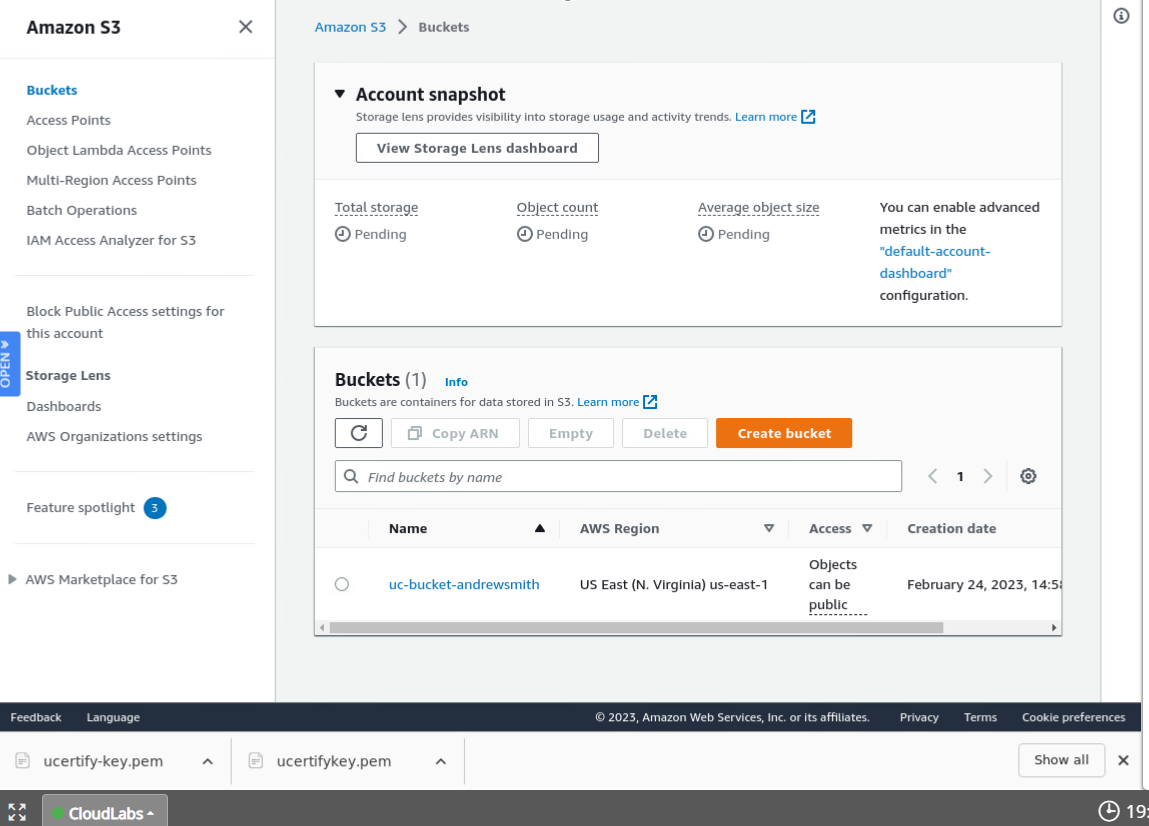 Amazon S3
Buckets
Access Points
Object Lambda Access Points
Multi-Region Access Points
Batch Operations
IAM Access Analyzer for S3
Block Public Access settings for
this account
Storage Lens
Dashboards
AWS Organizations settings
Feature spotlight 3
AWS Marketplace for S3
OPEN »
Amazon S3 > Buckets
Account snapshot
Storage lens provides visibility into storage usage and activity trends. Learn more
View Storage Lens dashboard
Total storage
Pending
Object count
Pending
Average object size
Pending
You can enable advanced
metrics in the
"default-account-
dashboard"
configuration.
Buckets (1) Info
Buckets are containers for data stored in S3. Learn more
Copy ARN Empty Delete Create bucket
Find buckets by name
1
Name AWS Region Access Creation date
uc-bucket-andrewsmith US East (N. Virginia) us-east-1
Objects
can be
public
February 24, 2023, 14:58
Feedback Language © 2023, Amazon Web Services, Inc. or its affiliates. Privacy Terms Cookie preferences
ucertify-key.pem ucertifykey.pem Show all
CloudLabs 19: